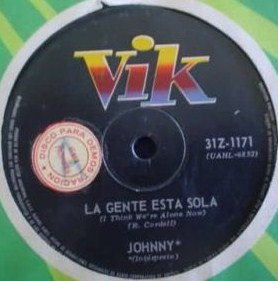 Vik
31Z-1171
(UAHL-6832)
DISCO PARA DEMOSTRACION
LA GENTE ESTA SOLA
(I Think We're Alone Now)
(R. Cordell)
JOHNNY*